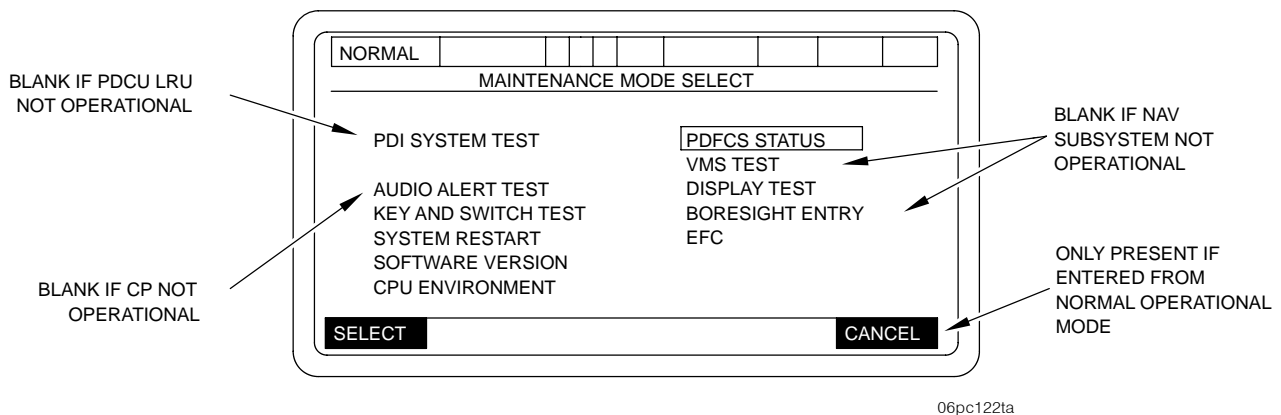 NORMAL
MAINTENANCE MODE SELECT
BLANK IF PDCU LRU
NOT OPERATIONAL
PDI SYSTEM TEST
AUDIO ALERT TEST
KEY AND SWITCH TEST
SYSTEM RESTART
SOFTWARE VERSION
CPU ENVIRONMENT
PDFCS STATUS
VMS TEST
DISPLAY TEST
BORESIGHT ENTRY
EFC
BLANK IF NAV
SUBSYSTEM NOT
OPERATIONAL
BLANK IF CP NOT
OPERATIONAL
ONLY PRESENT IF
ENTERED FROM
NORMAL OPERATIONAL
MODE
SELECT
CANCEL
06pc122ta